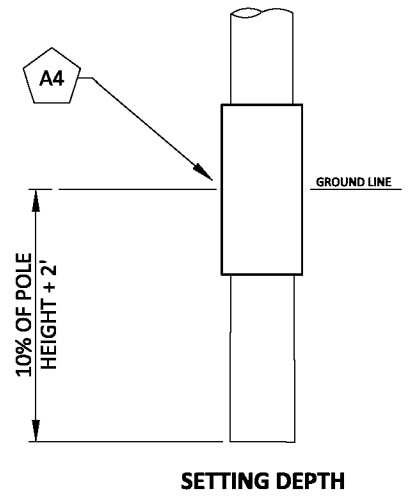 A4
GROUND LINE
10% OF POLE
HEIGHT + 2'
SETTING DEPTH